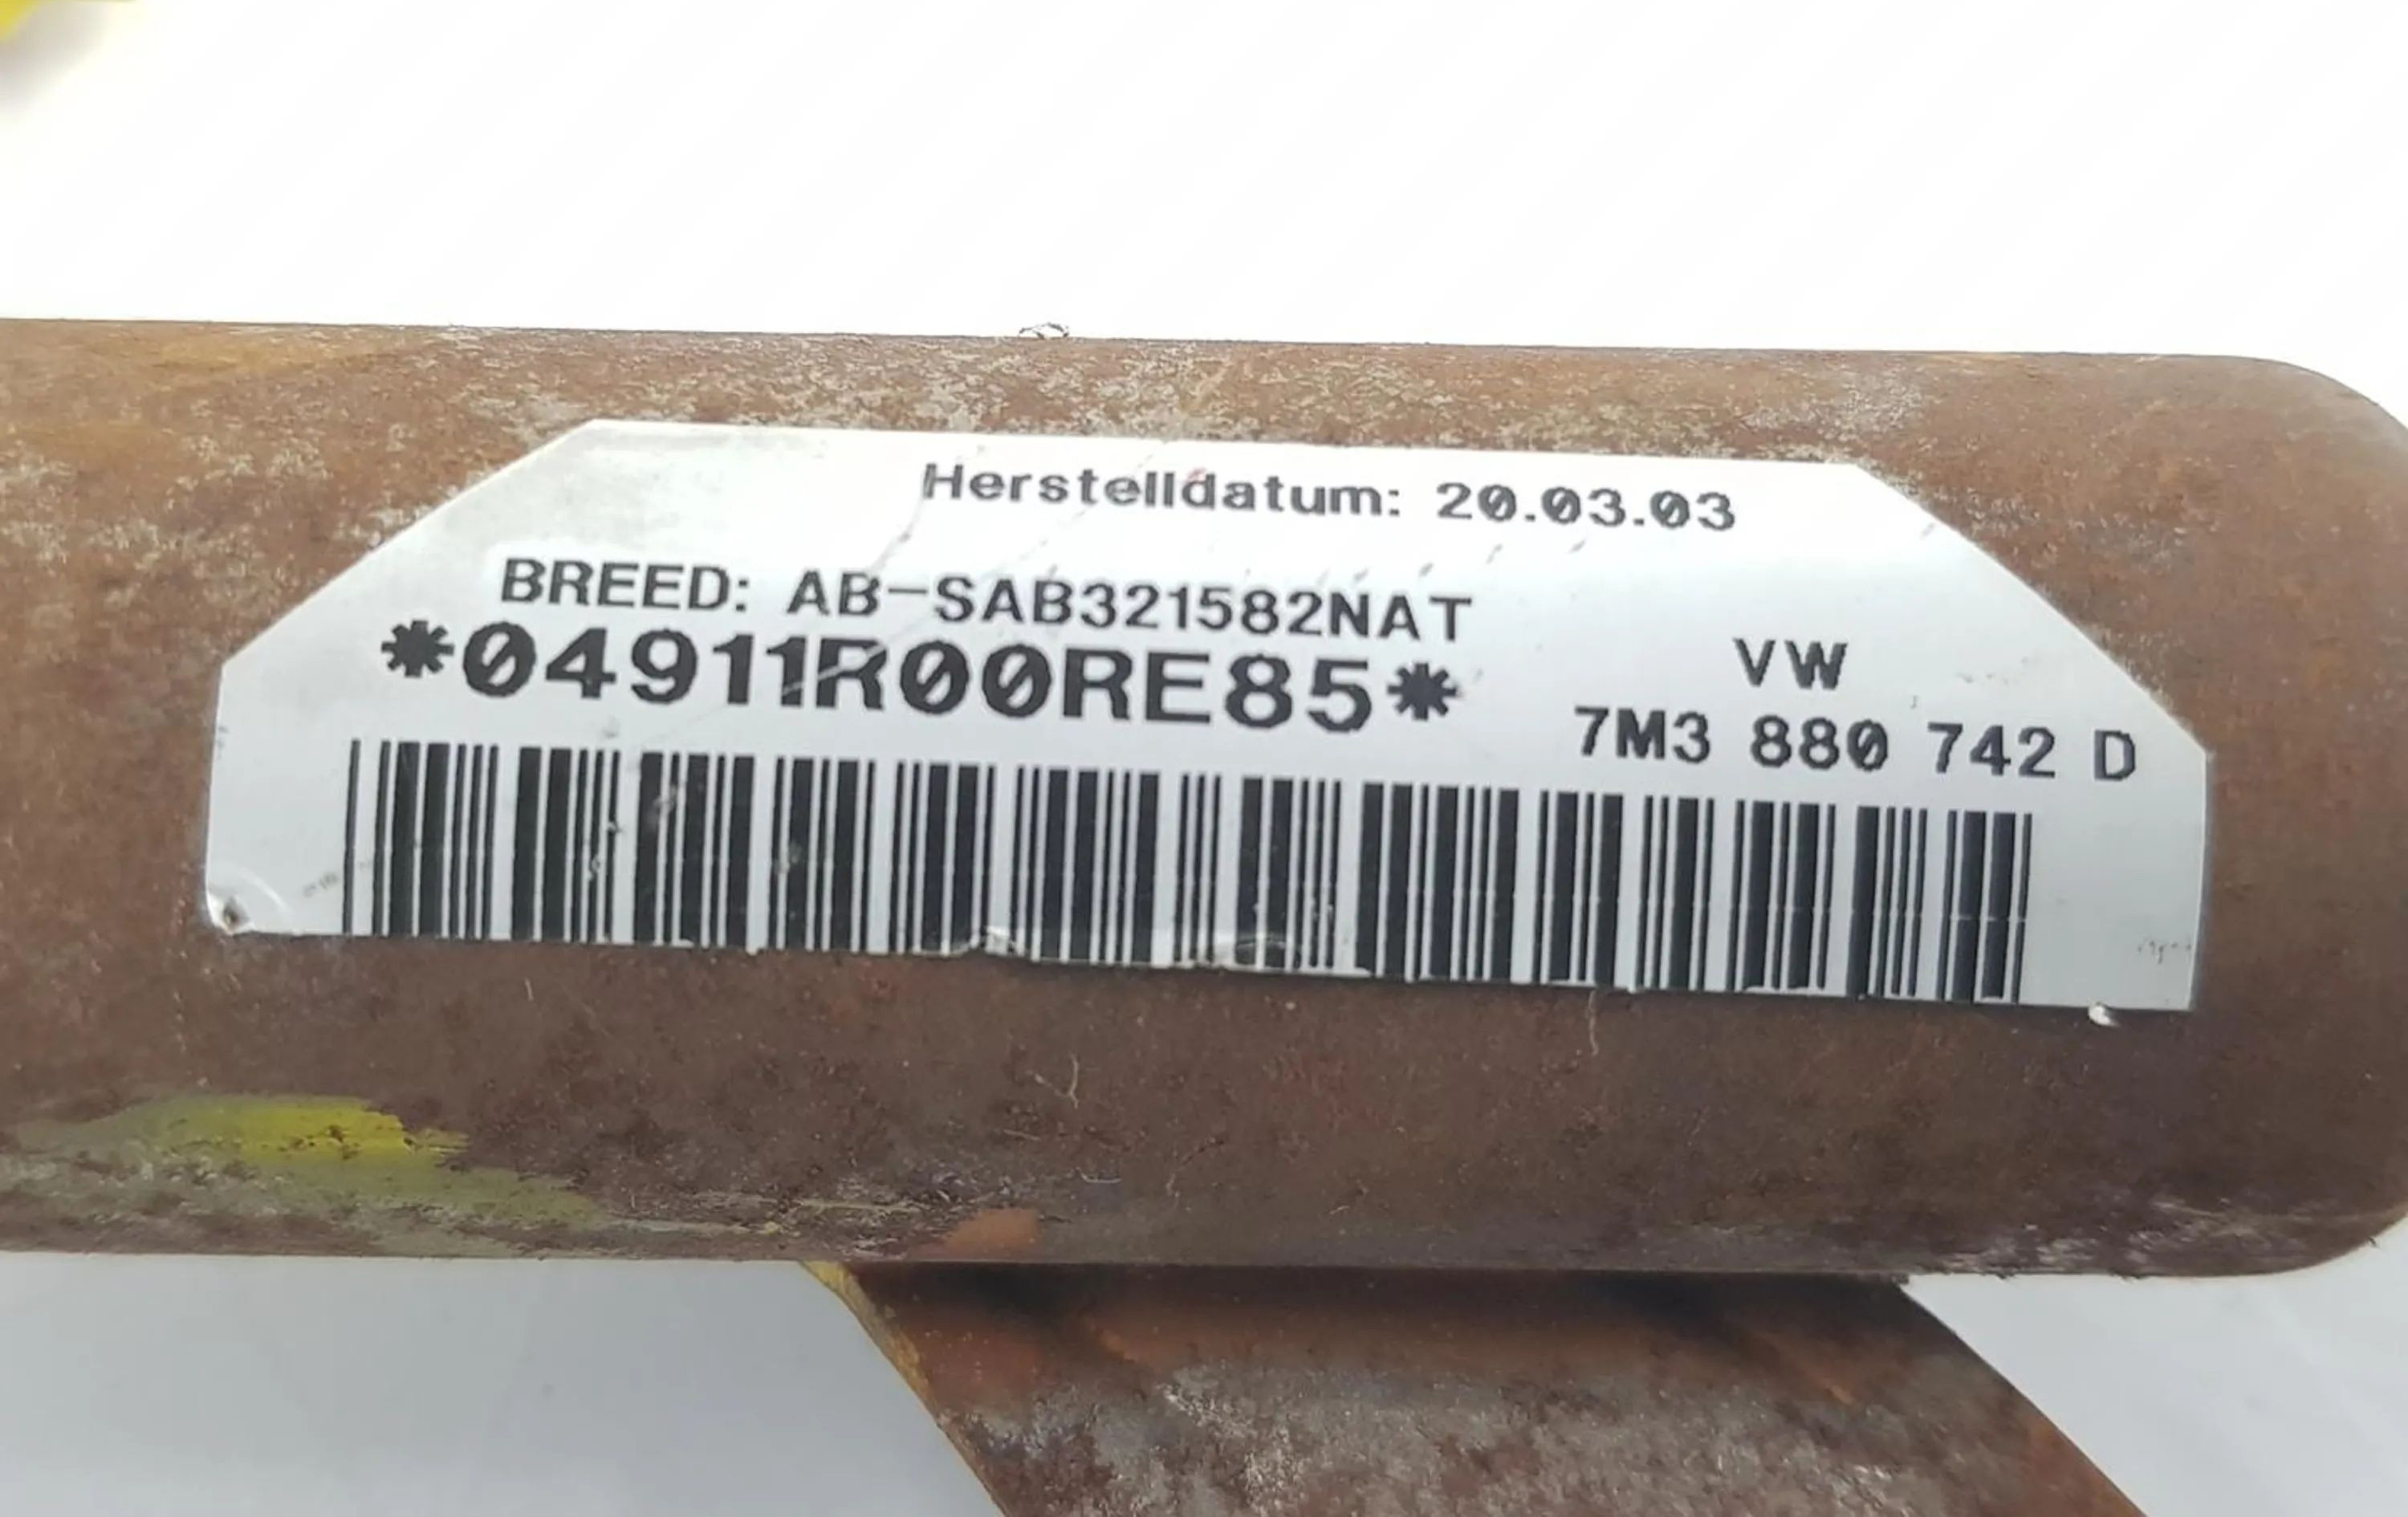 Herstelldatum: 20.03.03
BREED: AB-SAB321582NAT
*04911R00RE85*
VW
7M3 880 742 D